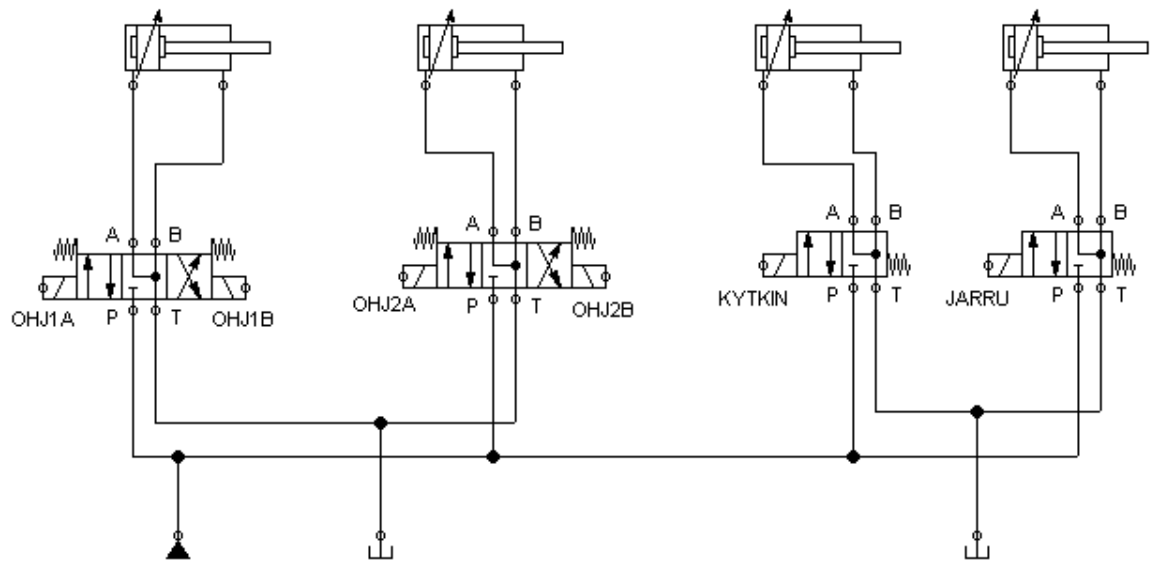 A B
OHJ1A P T OHJ1B
A B
OHJ2A P T OHJ2B
A B
KYTKIN P T
A B
JARRU P T